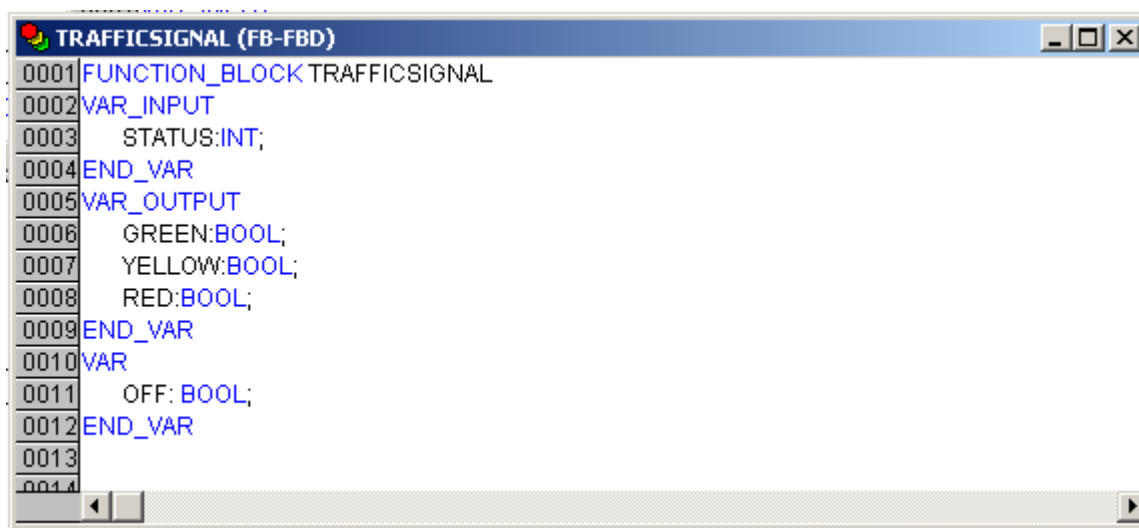 TRAFFICSIGNAL (FB-FBD)
0001 FUNCTION_BLOCK TRAFFICSIGNAL
0002 VAR_INPUT
0003 STATUS:INT;
0004 END_VAR
0005 VAR_OUTPUT
0006 GREEN:BOOL;
0007 YELLOW:BOOL;
0008 RED:BOOL;
0009 END_VAR
0010 VAR
0011 OFF: BOOL;
0012 END_VAR
0013
0014